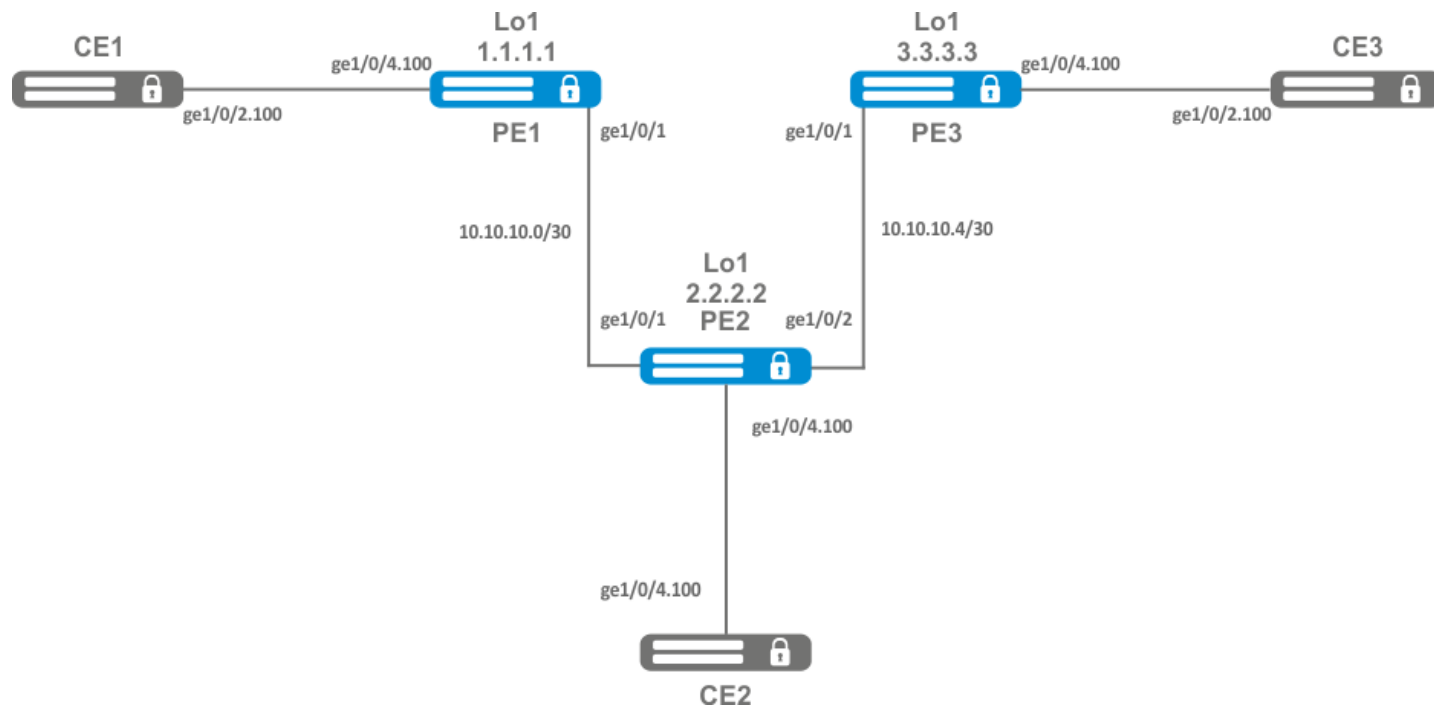 Lo1
1.1.1.1
Lo1
3.3.3.3
CE1
CE3
ge1/0/4.100
ge1/0/4.100
ge1/0/2.100
ge1/0/2.100
PE1
PE3
ge1/0/1
ge1/0/1
10.10.10.0/30
10.10.10.4/30
Lo1
2.2.2.2
PE2
ge1/0/1
ge1/0/2
ge1/0/4.100
ge1/0/4.100
CE2